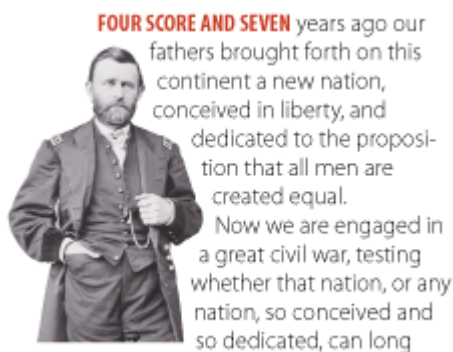 FOUR SCORE AND SEVEN years ago our
fathers brought forth on this
continent a new nation,
conceived in liberty, and
dedicated to the proposi-
tion that all men are
created equal.
Now we are engaged in
a great civil war, testing
whether that nation, or any
nation, so conceived and
so dedicated, can long